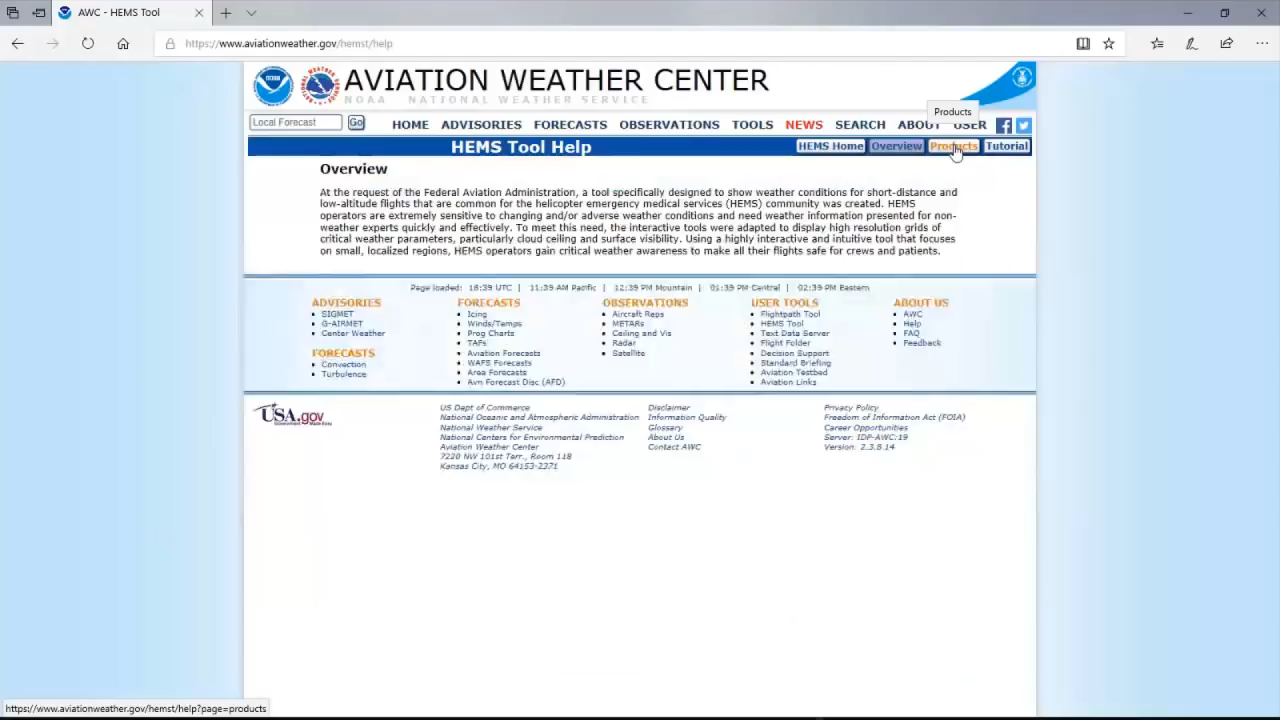 AWC - HEMS Tool
https://www.aviationweather.gov/hemst/help
AVIATION WEATHER CENTER
NOAA NATIONAL WEATHER SERVICE
Products
Local Forecast
Go
HOME ADVISORIES FORECASTS OBSERVATIONS TOOLS NEWS SEARCH ABOUT USER
HEMS Tool Help
HEMS Home Overview Products Tutorial
Overview
At the request of the Federal Aviation Administration, a tool specifically designed to show weather conditions for short-distance and
low-altitude flights that are common for the helicopter emergency medical services (HEMS) community was created. HEMS
operators are extremely sensitive to changing and/or adverse weather conditions and need weather information presented for non-
weather experts quickly and effectively. To meet this need, the interactive tools were adapted to display high resolution grids of
critical weather parameters, particularly cloud ceiling and surface visibility. Using a highly interactive and intuitive tool that focuses
on small, localized regions, HEMS operators gain critical weather awareness to make all their flights safe for crews and patients.
Page loaded: 18:39 UTC | 11:39 AM Pacific | 12:39 PM Mountain | 01:39 PM Central | 02:39 PM Eastern
ADVISORIES
SIGMET
G-AIRMET
Center Weather
FORECASTS
Convection
Turbulence
FORECASTS
Icing
Winds/Temps
Prog Charts
TAFs
Aviation Forecasts
WAFS Forecasts
Area Forecasts
Avn Forecast Disc (AFD)
OBSERVATIONS
Aircraft Reps
METARs
Ceiling and Vis
Radar
Satellite
USER TOOLS
Flightpath Tool
HEMS Tool
Text Data Server
Flight Folder
Decision Support
Standard Briefing
Aviation Testbed
Aviation Links
ABOUT US
AWC
Help
FAQ
Feedback
USA.gov
US Dept of Commerce
National Oceanic and Atmospheric Administration
National Weather Service
National Centers for Environmental Prediction
Aviation Weather Center
7220 NW 101st Terr., Room 118
Kansas City, MO 64153-2371
Disclaimer
Information Quality
Glossary
About Us
Contact AWC
Privacy Policy
Freedom of Information Act (FOIA)
Career Opportunities
Server: IDP-AWC:19
Version: 2.3.8.14
https://www.aviationweather.gov/hemst/help?page=products